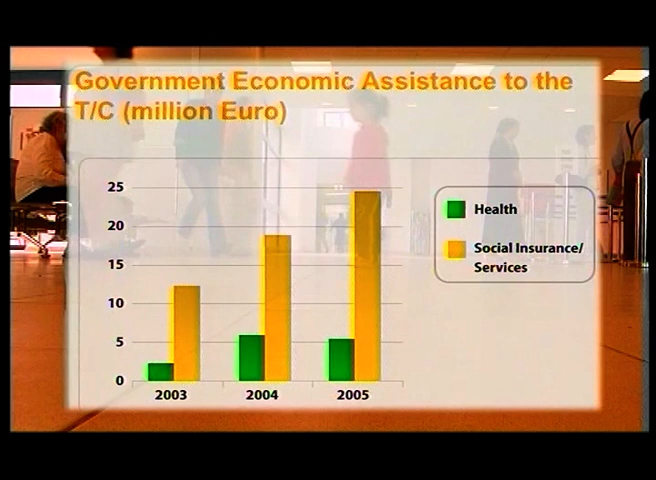 Government Economic Assistance to the
T/C (million Euro)
25
20
15
10
5
0
2003 2004 2005
Health
Social Insurance/
Services